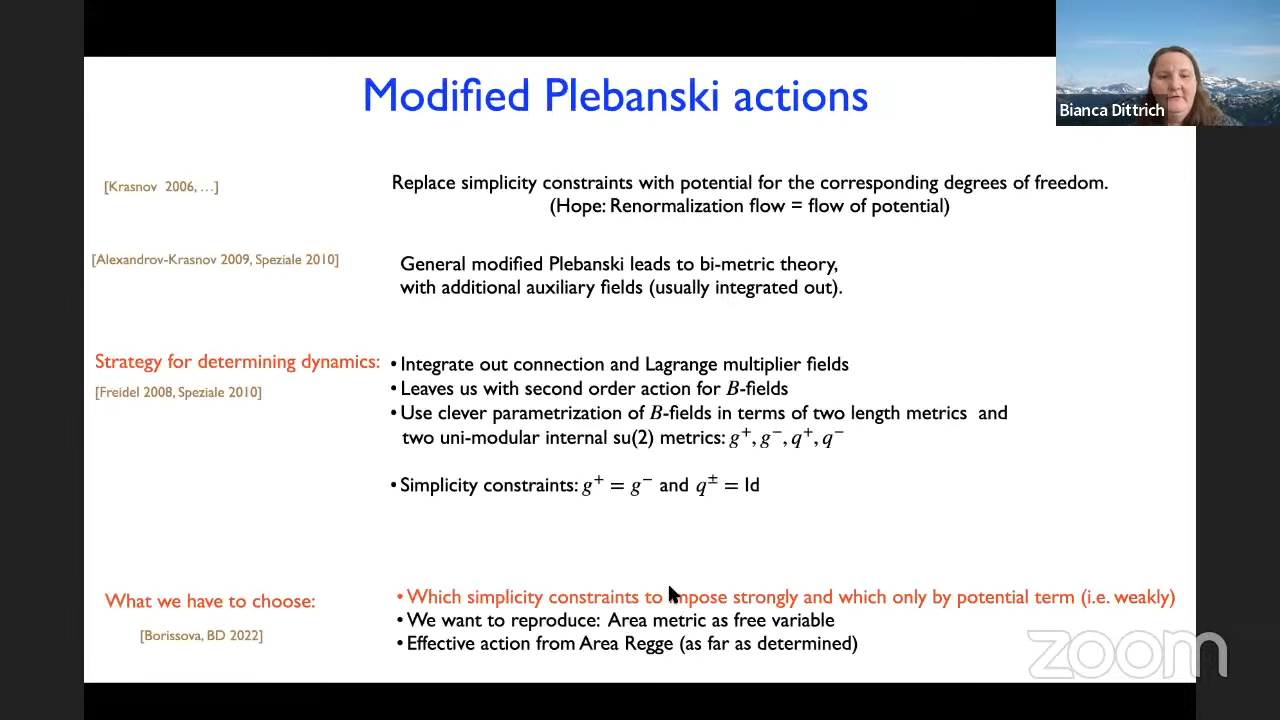 Modified Plebanski actions
Bianca Dittrich
[Krasnov 2006, …]
Replace simplicity constraints with potential for the corresponding degrees of freedom.
(Hope: Renormalization flow = flow of potential)
[Alexandrov-Krasnov 2009, Speziale 2010]
General modified Plebanski leads to bi-metric theory,
with additional auxiliary fields (usually integrated out).
Strategy for determining dynamics:
[Freidel 2008, Speziale 2010]
• Integrate out connection and Lagrange multiplier fields
• Leaves us with second order action for B-fields
• Use clever parametrization of B-fields in terms of two length metrics and
two uni-modular internal su(2) metrics: g⁺, g⁻, q⁺, q⁻
• Simplicity constraints: g⁺ = g⁻ and q± = Id
What we have to choose:
[Borissova, BD 2022]
• Which simplicity constraints to impose strongly and which only by potential term (i.e. weakly)
• We want to reproduce: Area metric as free variable
• Effective action from Area Regge (as far as determined)
zoom